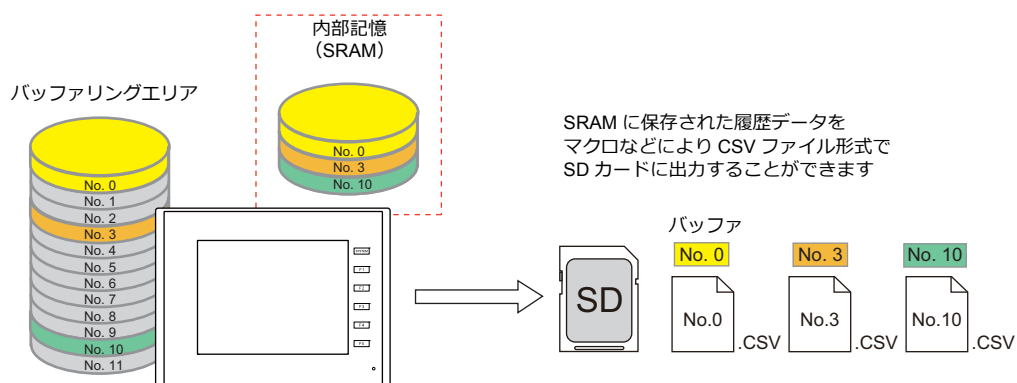 内部記憶
（SRAM）
バッファリングエリア
No. 0
No. 3
No. 10
No. 0
No. 1
No. 2
No. 3
No. 4
No. 5
No. 6
No. 7
No. 8
No. 9
No. 10
No. 11
F1
F2
F3
F4
F5
SRAM に保存された履歴データを
マクロなどにより CSV ファイル形式で
SD カードに出力することができます
バッファ
No. 0
No. 3
No. 10
SD
No.0
.CSV
No.3
.CSV
No.10
.CSV